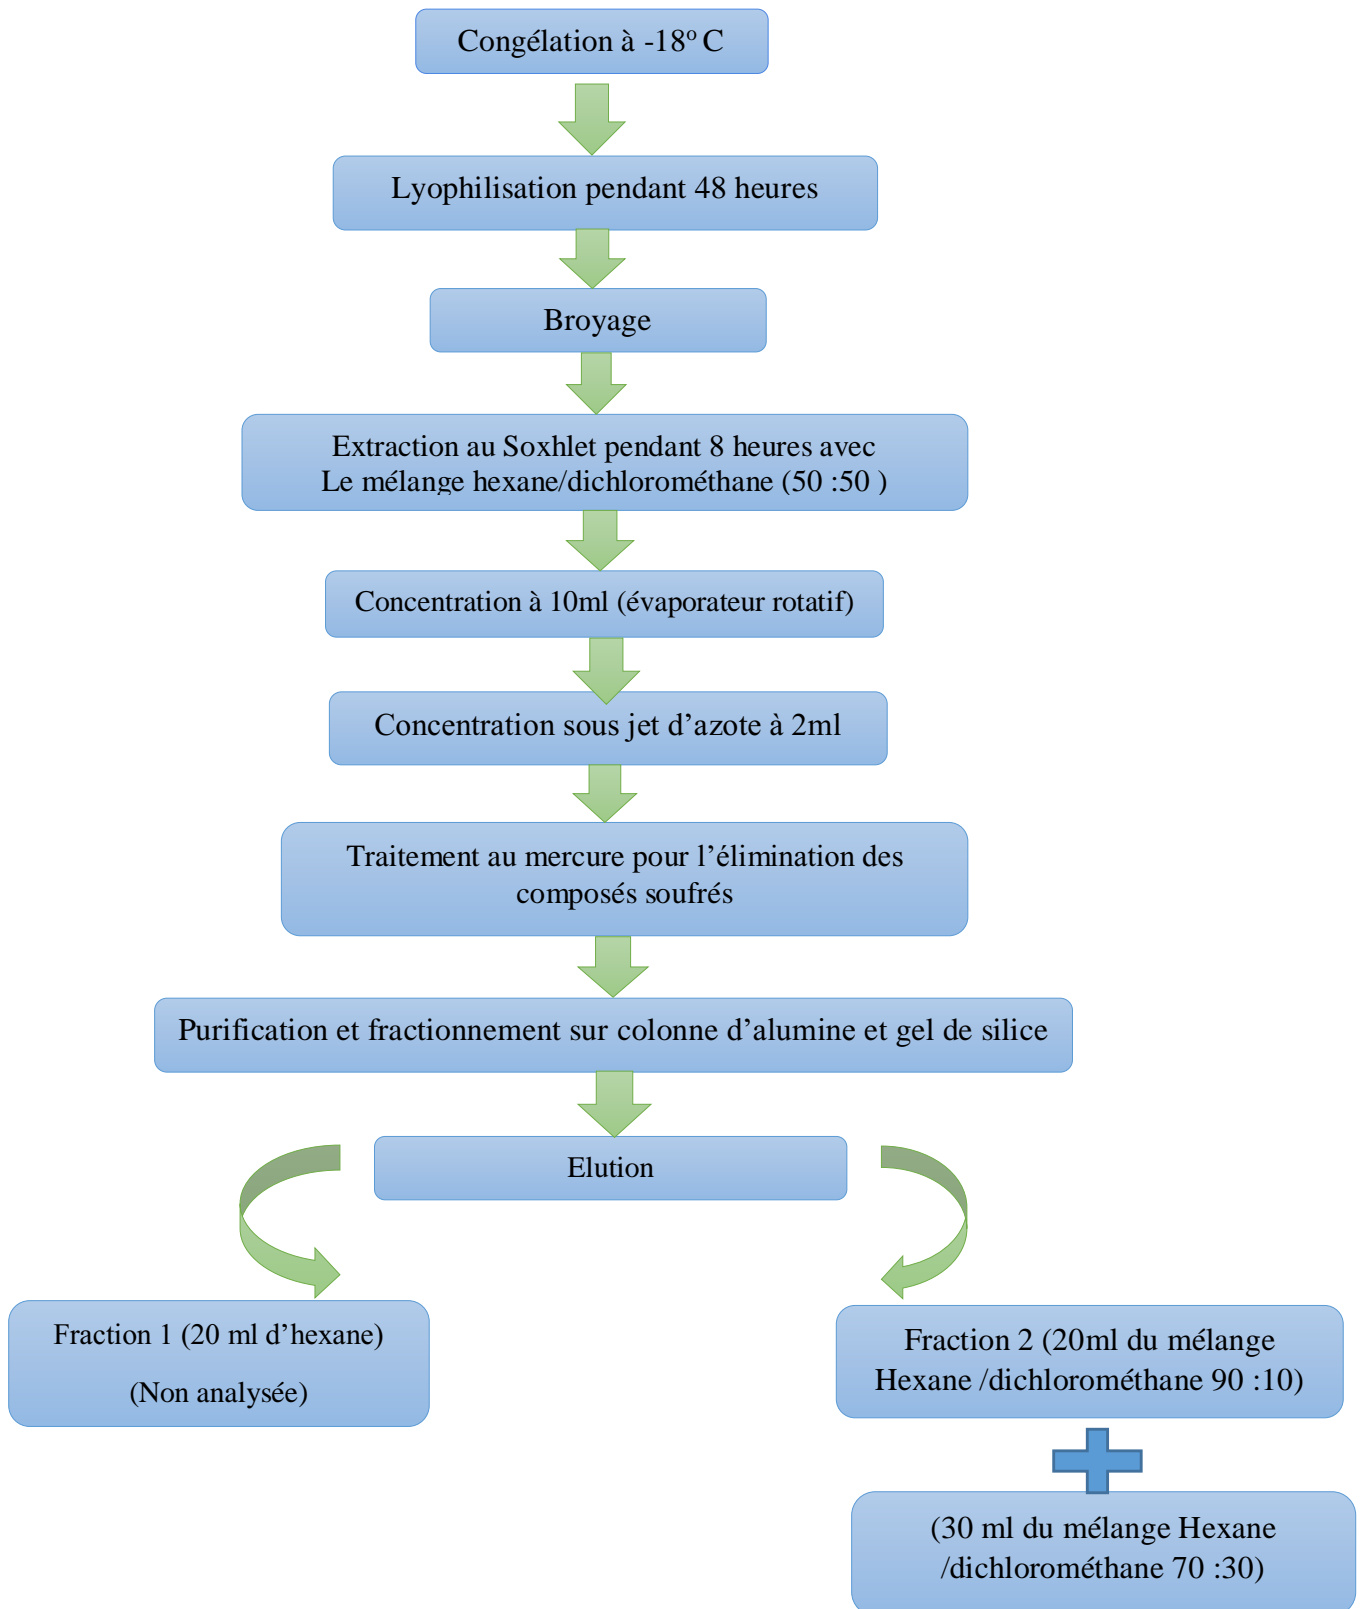 Congélation à -18° C
Lyophilisation pendant 48 heures
Broyage
Extraction au Soxhlet pendant 8 heures avec
Le mélange hexane/dichlorométhane (50 :50 )
Concentration à 10ml (évaporateur rotatif)
Concentration sous jet d’azote à 2ml
Traitement au mercure pour l’élimination des
composés soufrés
Purification et fractionnement sur colonne d’alumine et gel de silice
Elution
Fraction 1 (20 ml d’hexane)
(Non analysée)
Fraction 2 (20ml du mélange
Hexane /dichlorométhane 90 :10)
(30 ml du mélange Hexane
/dichlorométhane 70 :30)